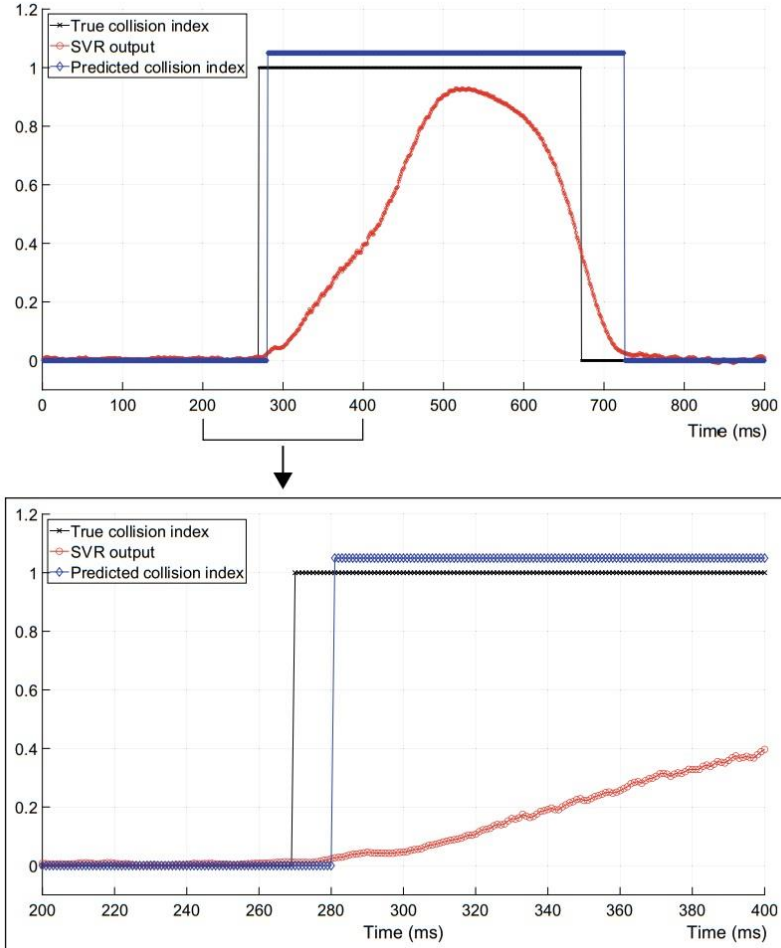 1.2
True collision index
SVR output
Predicted collision index
1
0.8
0.6
0.4
0.2
0
0 100 200 300 400 500 600 700 800 900
Time (ms)
1.2
True collision index
SVR output
Predicted collision index
1
0.8
0.6
0.4
0.2
0
200 220 240 260 280 300 320 340 360 380 400
Time (ms) Time (ms)